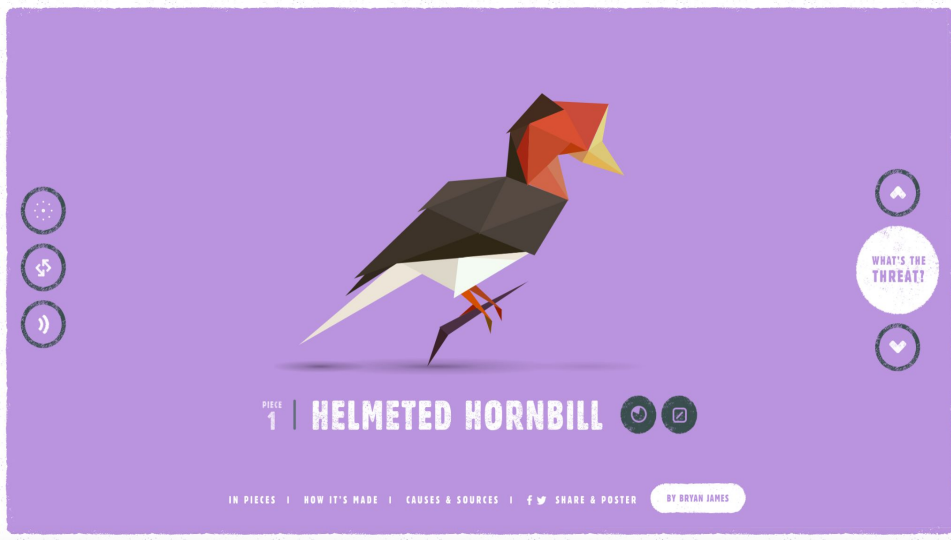 WHAT'S THE
THREAT?
PIECE
1
HELMETED HORNBILL
IN PIECES | HOW IT'S MADE | CAUSES & SOURCES | SHARE & POSTER
BY BRYAN JAMES